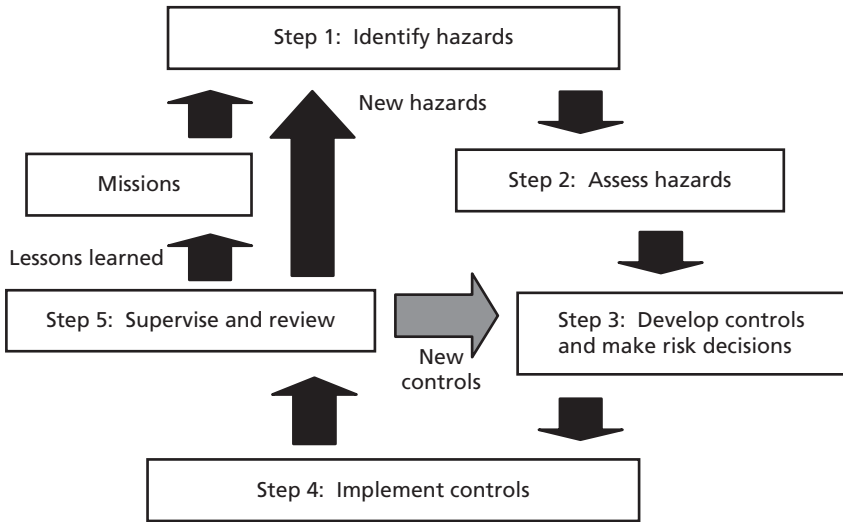 Step 1:  Identify hazards
New hazards
Missions
Step 2:  Assess hazards
Lessons learned
Step 5:  Supervise and review
New
controls
Step 3:  Develop controls
and make risk decisions
Step 4:  Implement controls